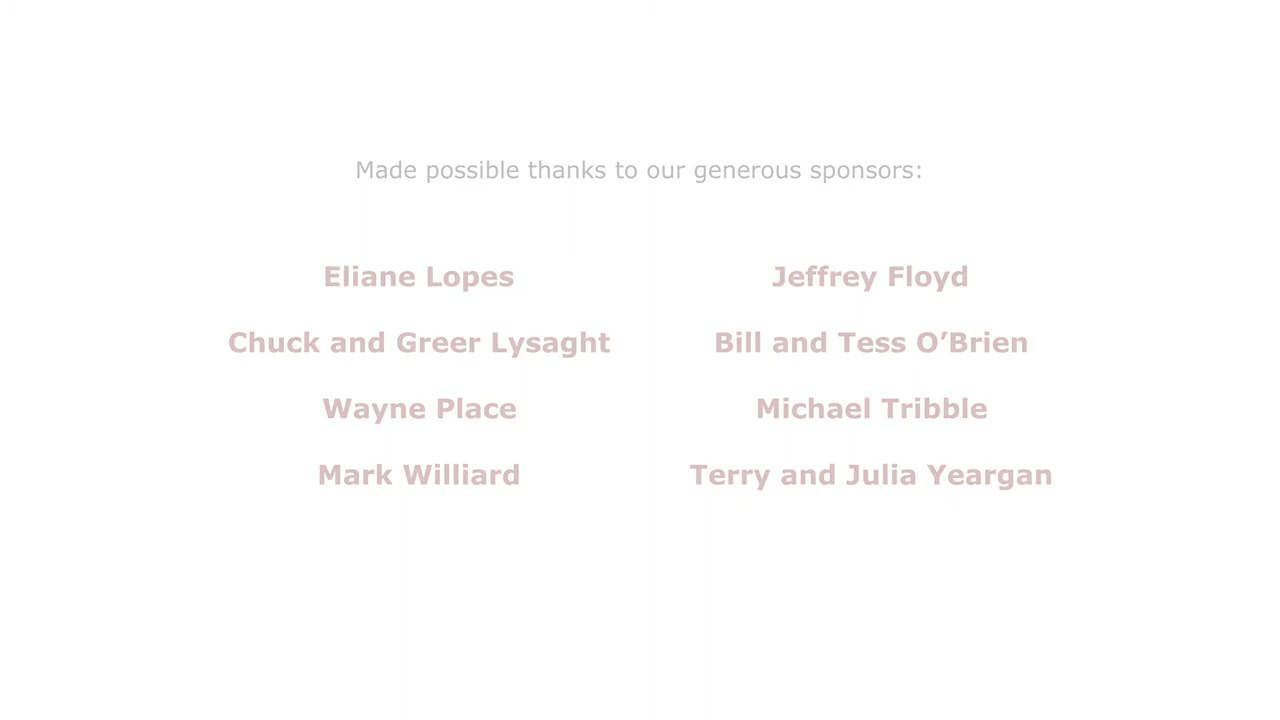 Made possible thanks to our generous sponsors:
Eliane Lopes
Jeffrey Floyd
Chuck and Greer Lysaght
Bill and Tess O’Brien
Wayne Place
Michael Tribble
Mark Williard
Terry and Julia Yeargan